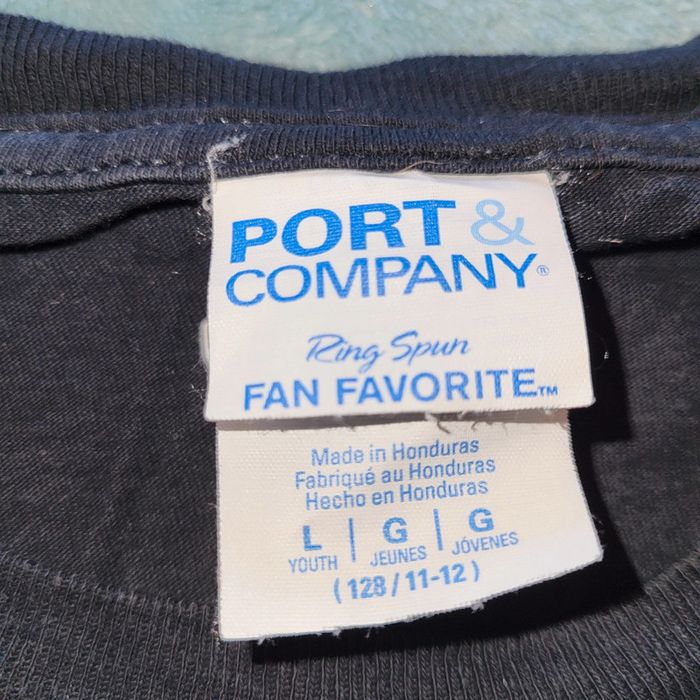 PORT &
COMPANY®
Ring Spun
FAN FAVORITE™
Made in Honduras
Fabriqué au Honduras
Hecho en Honduras
L | G | G
YOUTH JEUNES JÓVENES
(128/11-12)